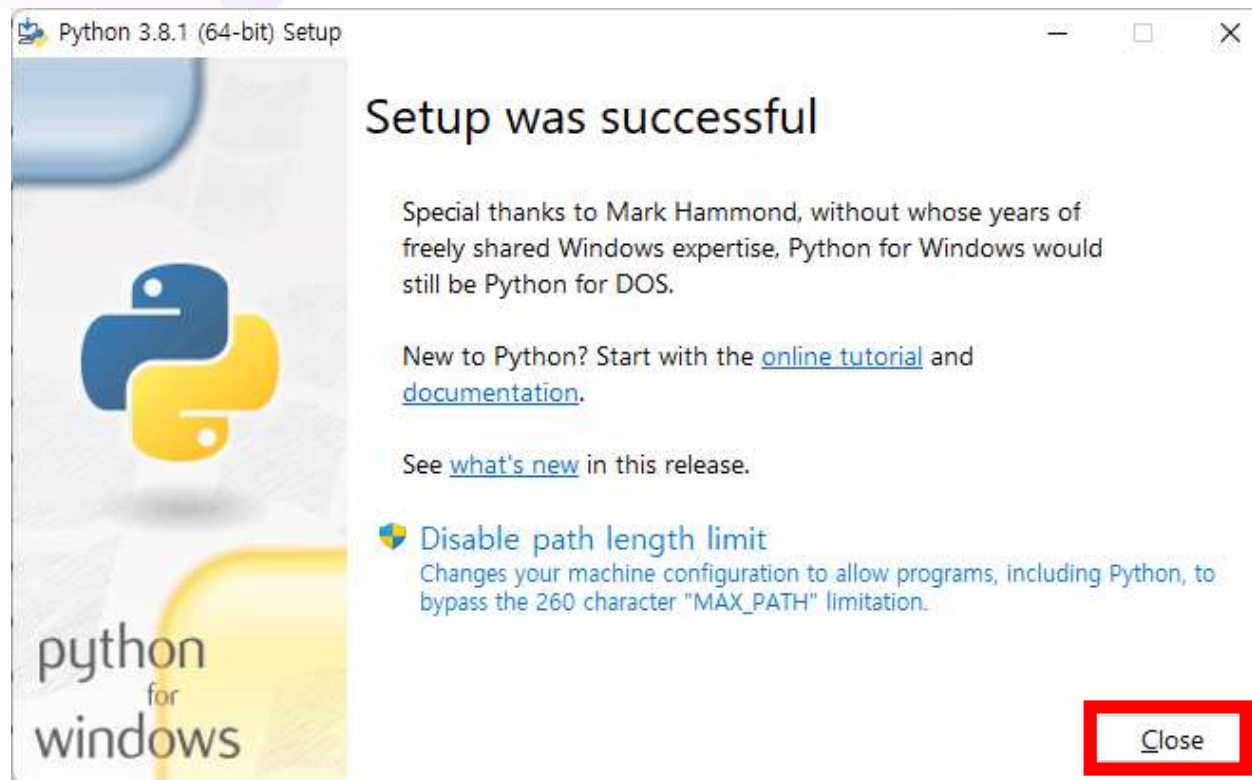 Python 3.8.1 (64-bit) Setup
Setup was successful
Special thanks to Mark Hammond, without whose years of
freely shared Windows expertise, Python for Windows would
still be Python for DOS.
New to Python? Start with the online tutorial and
documentation.
See what's new in this release.
Disable path length limit
Changes your machine configuration to allow programs, including Python, to
bypass the 260 character "MAX_PATH" limitation.
python
for
windows
Close